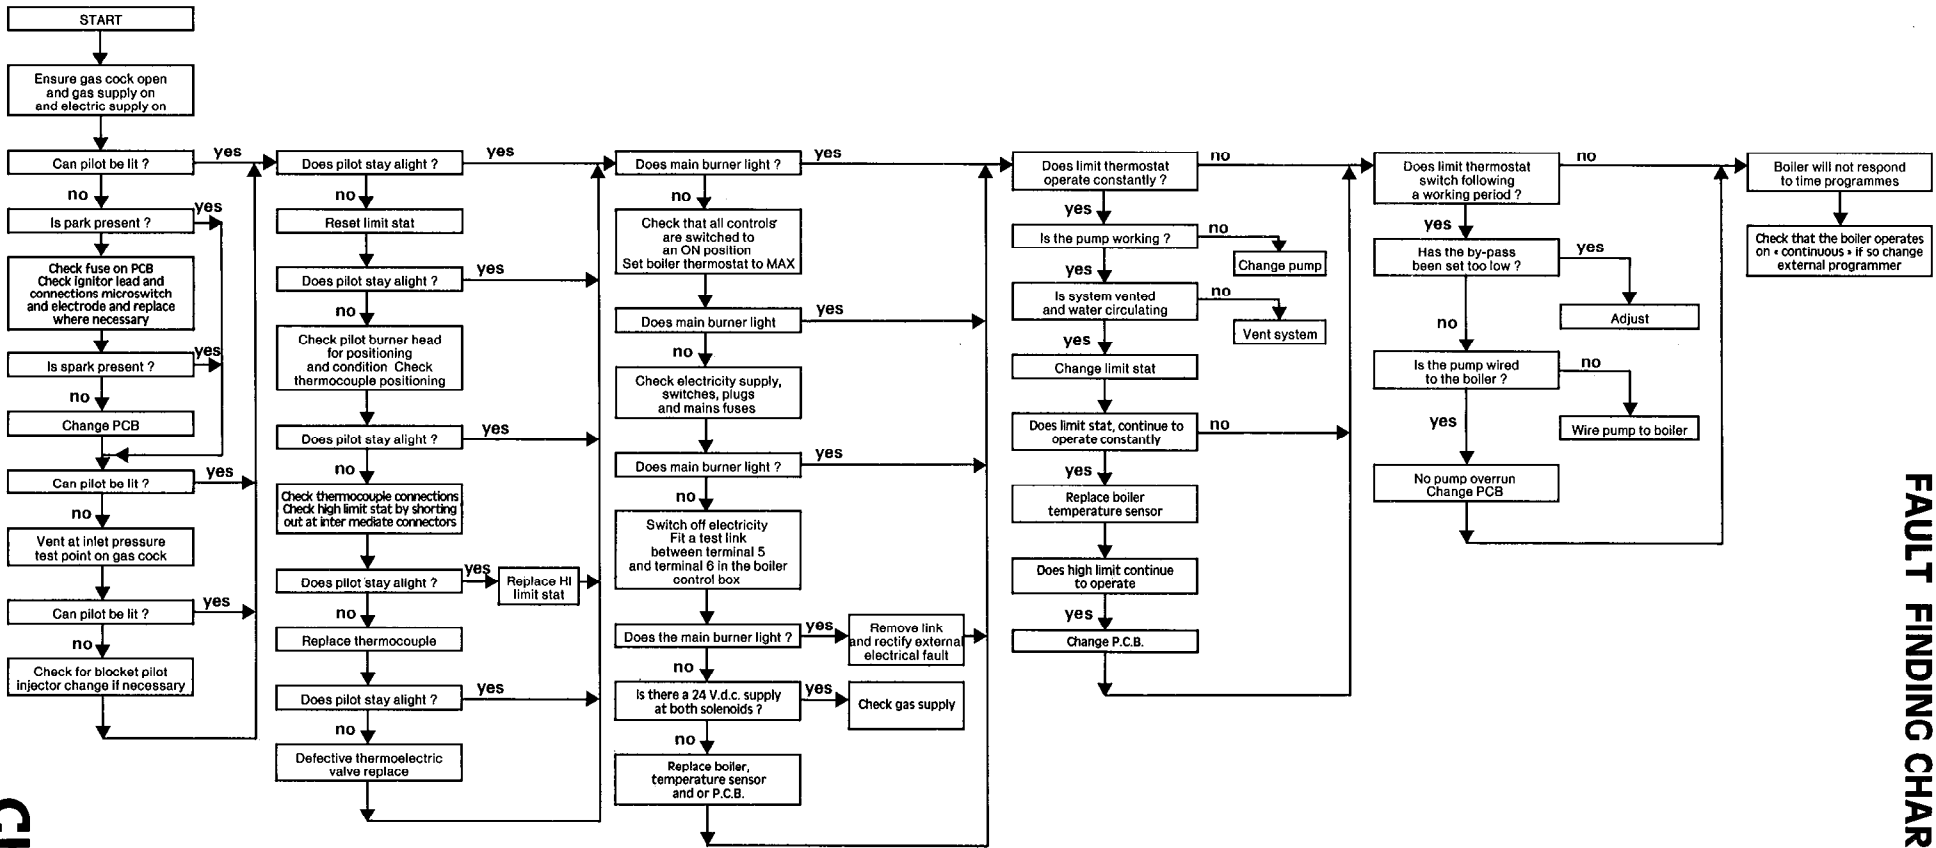 START
Ensure gas cock open
and gas supply on
and electric supply on
Can pilot be lit ?
yes
no
Is park present ?
yes
Check fuse on PCB
Check ignitor lead and
connections microswitch
and electrode and replace
where necessary
Is spark present ?
yes
no
Change PCB
Can pilot be lit ?
yes
no
Vent at inlet pressure
test point on gas cock
Can pilot be lit ?
yes
no
Check for blocket pilot
injector change if necessary
Does pilot stay alight ?
yes
no
Reset limit stat
Does pilot stay alight ?
yes
no
Check pilot burner head
for positioning
and condition Check
thermocouple positioning
Does pilot stay alight ?
yes
no
Check thermocouple connections
Check high limit stat by shorting
out at inter mediate connectors
Does pilot stay alight ?
yes
Replace HI
limit stat
no
Replace thermocouple
Does pilot stay alight ?
yes
no
Defective thermoelectric
valve replace
Does main burner light ?
yes
no
Check that all controls
are switched to
an ON position
Set boiler thermostat to MAX
Does main burner light
yes
no
Check electricity supply,
switches, plugs
and mains fuses
Does main burner light ?
yes
no
Switch off electricity
Fit a test link
between terminal 5
and terminal 6 in the boiler
control box
Does the main burner light ?
yes
Remove link
and rectify external
electrical fault
no
Is there a 24 V.d.c. supply
at both solenoids ?
yes
Check gas supply
no
Replace boiler,
temperature sensor
and or P.C.B.
Does limit thermostat
operate constantly ?
no
yes
Is the pump working ?
no
Change pump
yes
Is system vented
and water circulating
no
Vent system
yes
Change limit stat
Does limit stat, continue to
operate constantly
no
yes
Replace boiler
temperature sensor
Does high limit continue
to operate
yes
Change P.C.B.
Does limit thermostat
switch following
a working period ?
no
yes
Has the by-pass
been set too low ?
yes
Adjust
no
Is the pump wired
to the boiler ?
no
Wire pump to boiler
yes
No pump overrun
Change PCB
Boiler will not respond
to time programmes
Check that the boiler operates
on « continuous » if so change
external programmer
FAULT FINDING CHAR